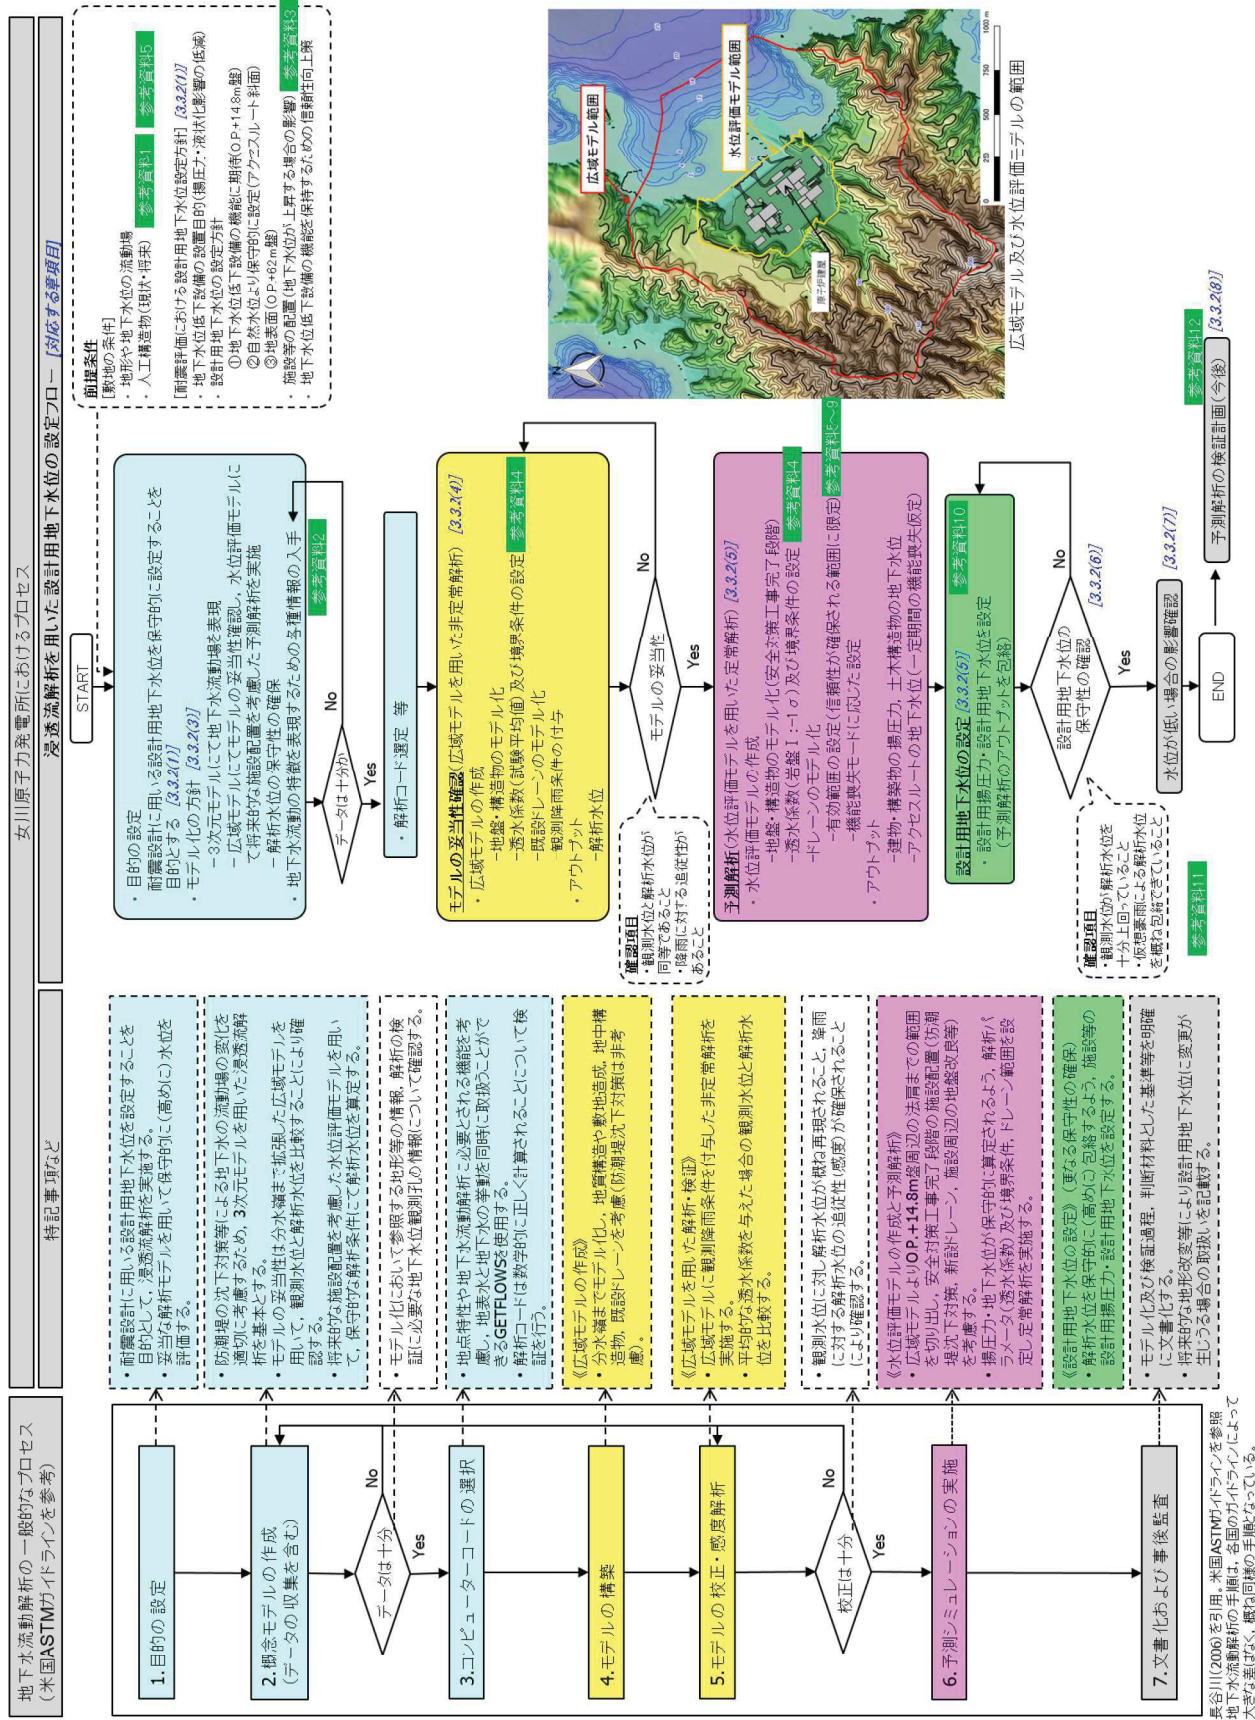 女川原子力発電所におけるプロセス
地下水流動解析の一般的なプロセス
(米国ASTMガイドラインを参考)
特記事項など
浸透流解析を用いた設計用地下水位の設定フロー [対応する章項目]
1.目的の設定
2.概念モデルの作成
(データの収集を含む)
データは十分
No
Yes
3.コンピューターコードの選択
4.モデルの構築
5.モデルの校正・感度解析
校正は十分
No
Yes
6.予測シミュレーションの実施
7.文書化および事後監査
長谷川(2006)を引用。米国ASTMガイドラインを参照
地下水流動解析の手順は、各国のガイドラインによって
大きな差はなく、概ね同様の手順となっている。
・耐震設計に用いる設計用地下水位を設定することを
目的として、浸透流解析を実施する。
・妥当な解析モデルを用いて保守的に(高めに)水位を
評価する。
・防潮堤の沈下対策等による地下水の流動場の変化を
適切に考慮するため、3次元モデルを用いた浸透流解
析を基本とする。
・モデルの妥当性は分水嶺まで拡張した広域モデルを
用いて、観測水位と解析水位を比較することにより確
認する。
・将来的な施設配置を考慮した水位評価モデルを用い
て、保守的な解析条件にて解析水位を算定する。
・モデル化において参照する地形等の情報、解析の検
証に必要な地下水位観測孔の情報について確認する。
・地点特性や地下水流動解析に必要とされる機能を考
慮し、地表水と地下水の挙動を同時に取扱うことがで
きるGETFLOWSを使用する。
・解析コードは数学的に正しく計算されることについて検
証を行う。
《広域モデルの作成》
・分水嶺までモデル化し、地質構造や敷地造成、地中構
造物、既設ドレーンを考慮(防潮堤沈下対策は非考
慮)。
《広域モデルを用いた解析・検証》
・広域モデルに観測降雨条件を付与した非定常解析を
実施する。
・平均的な透水係数を与えた場合の観測水位と解析水
位を比較する。
・観測水位に対し解析水位が概ね再現されること、降雨
に対する解析水位の追従性(感度)が確保されること
により確認する。
《水位評価モデルの作成と予測解析》
・広域モデルよりO.P.+14.8m盤周辺の法肩までの範囲
を切り出し、安全対策工事完了段階の施設配置(防潮
堤沈下対策、新設ドレーン、施設周辺の地盤改良等)
を考慮する。
・揚圧力・地下水位が保守的に算定されるよう、解析パ
ラメータ(透水係数)及び境界条件、ドレーン範囲を設
定し定常解析を実施する。
《設計用地下水位の設定》(更なる保守性の確保)
・解析水位を保守的に(高めに)包絡するよう、施設等の
設計用揚圧力・設計用地下水位を設定する。
・モデル化及び検証過程、判断材料とした基準等を明確
に文書化する。
・将来的な地形改変等により設計用地下水位に変更が
生じうる場合の取扱いを記載する。
START
・目的の設定
耐震設計に用いる設計用地下水位を保守的に設定することを
目的とする [3.3.2(1)]
・モデル化の方針 [3.3.2(3)]
－3次元モデルにて地下水流動場を表現
－広域モデルにてモデルの妥当性確認し、水位評価モデルに
て将来的な施設配置を考慮した予測解析を実施
－解析水位の保守性の確保
・地下水流動の特徴を表現するための各種情報の入手
参考資料2
データは十分か
No
Yes
・解析コード選定 等
モデルの妥当性確認(広域モデルを用いた非定常解析) [3.3.2(4)]
・広域モデルの作成
－地盤・構造物のモデル化
－透水係数(試験平均値)及び境界条件の設定
参考資料4
－既設ドレーンのモデル化
－観測降雨条件の付与
・アウトプット
－解析水位
確認項目
・観測水位と解析水位が
同等であること
・降雨に対する追従性が
あること
モデルの妥当性
No
Yes
予測解析(水位評価モデルを用いた定常解析) [3.3.2(5)]
・水位評価モデルの作成
－地盤・構造物のモデル化(安全対策工事完了段階)
－透水係数(岩盤Ⅰ:-1σ)及び境界条件の設定
参考資料4
－ドレーンのモデル化
－有効範囲の設定(信頼性が確保される範囲に限定)
機能喪失モードに応じた設定
・アウトプット
－建物・構築物の揚圧力、土木構造物の地下水位
－アクセスルートの地下水位(一定期間の機能喪失仮定)
設計用地下水位の設定 [3.3.2(5)]
参考資料10
・設計用揚圧力・設計用地下水位を設定
(予測解析のアウトプットを包絡)
確認項目
・観測水位が解析水位を
十分上回っていること
・仮想豪雨による解析水位
を概ね包絡できていること
参考資料11
設計用地下水位の
保守性の確認
No
[3.3.2(6)]
Yes
水位が低い場合の影響確認
[3.3.2(7)]
END
予測解析の検証計画(今後)
参考資料12
[3.3.2(8)]
前提条件
[敷地の条件]
・地形や地下水位の流動場
・人工構造物(現状・将来)
参考資料1
参考資料5
[耐震評価における設計用地下水位設定方針] [3.3.2(1)]
・地下水位低下設備の設置目的(揚圧力・液状化影響の低減)
・設計用地下水位の設定方針
①地下水位低下設備の機能に期待(O.P.+14.8m盤)
②自然水位より保守的に設定(アクセスルート斜面)
③地表面(O.P.+62m盤)
・施設等の配置(地下水位が上昇する場合の影響)
参考資料3
・地下水位低下設備の機能を保持するための信頼性向上策
広域モデル範囲
水位評価モデル範囲
原子炉建屋
N
0
250
500
750
1000 m
広域モデル及び水位評価モデルの範囲